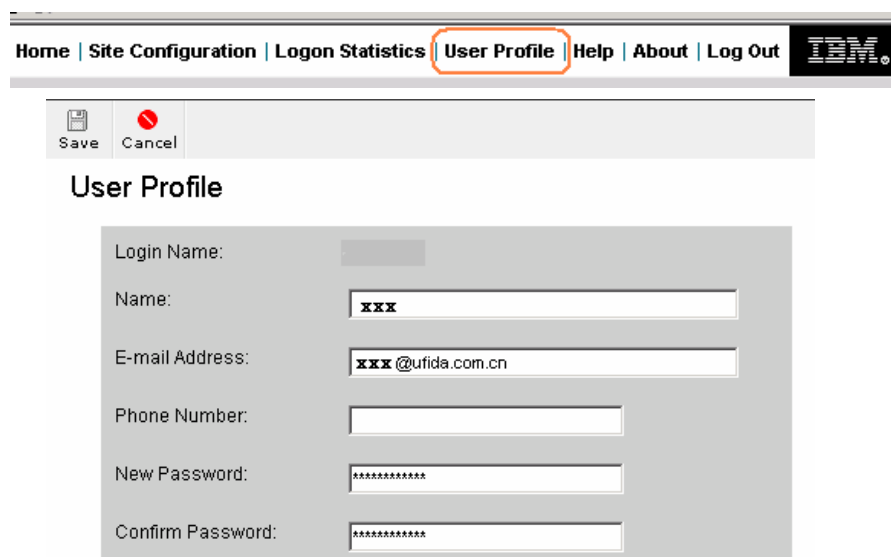 Home | Site Configuration | Logon Statistics | User Profile | Help | About | Log Out IBM®
Save Cancel
User Profile
Login Name:
Name: xxx
E-mail Address: xxx @ufida.com.cn
Phone Number:
New Password: ************
Confirm Password: ************